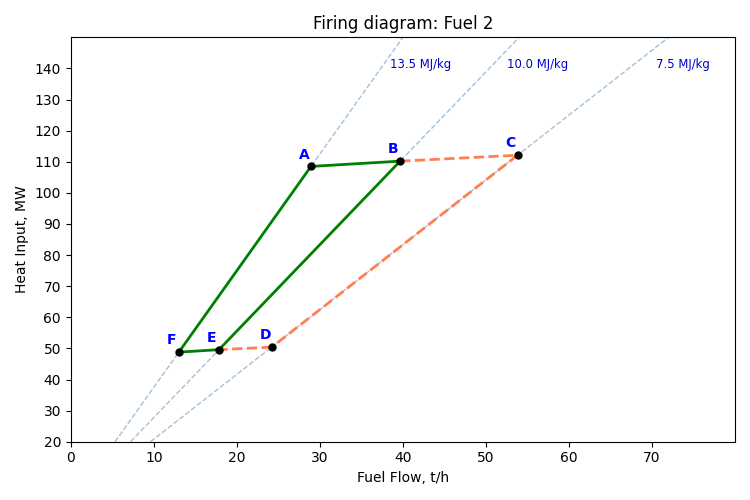 Firing diagram: Fuel 2
Heat Input, MW
140
130
120
110
100
90
80
70
60
50
40
30
20
13.5 MJ/kg
10.0 MJ/kg
7.5 MJ/kg
A
B
C
F
E
D
0
10
20
30
40
50
60
70
Fuel Flow, t/h